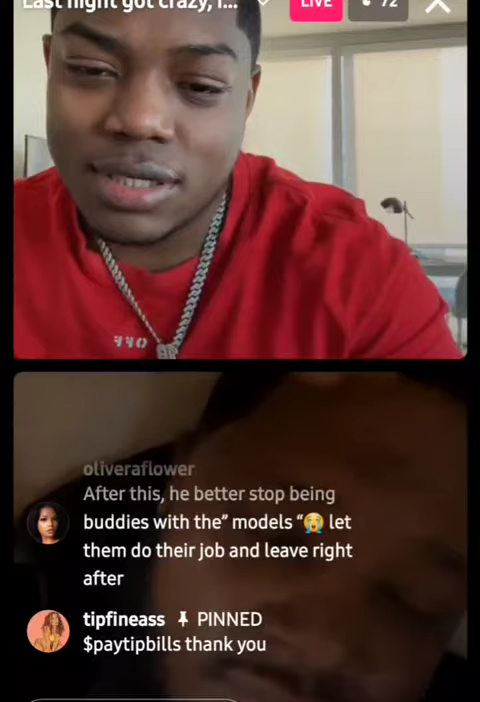 Last night got crazy, i...
LIVE
72
oliveraflower
After this, he better stop being
buddies with the” models “😭 let
them do their job and leave right
after
tipfineass PINNED
$paytipbills thank you